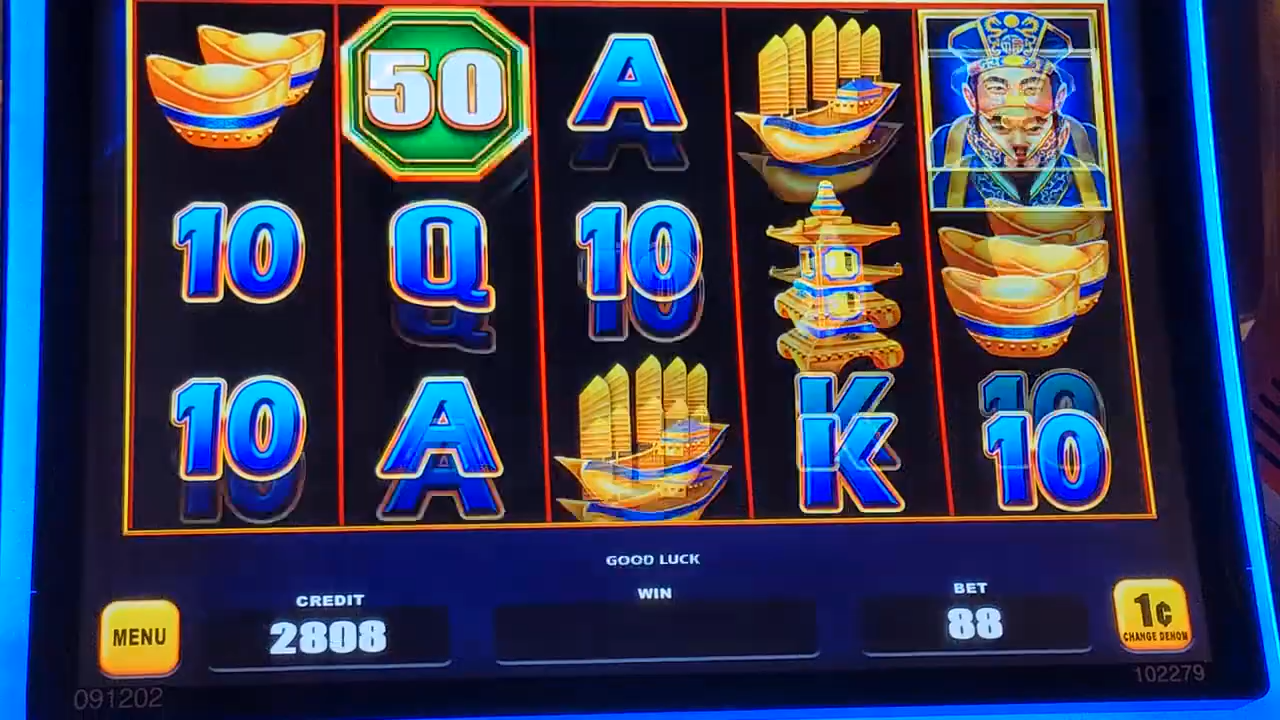 50 A
10 Q 10
10 A K 10
GOOD LUCK
CREDIT WIN BET
2808 88
MENU
1¢
CHANGE DENOM
091202 102279